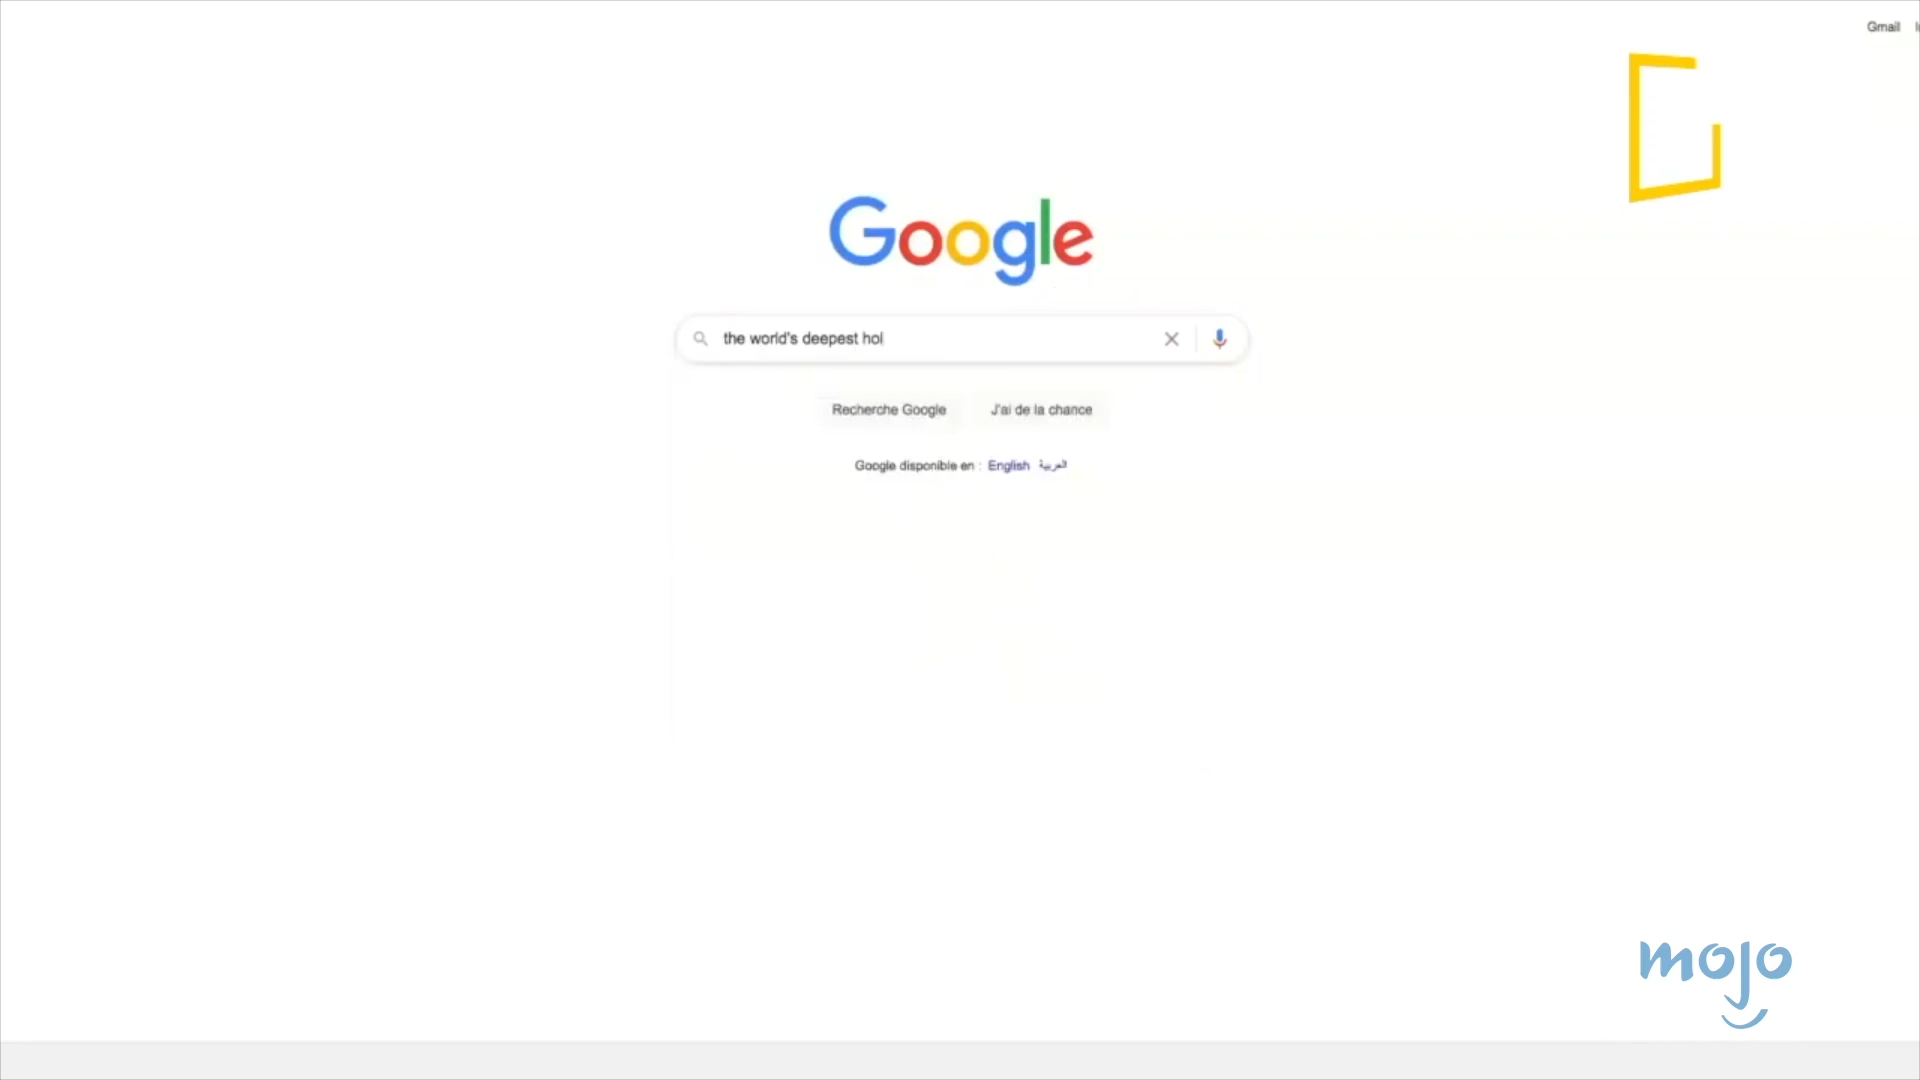 Gmail
Google
the world's deepest hol
Recherche Google
J'ai de la chance
Google disponible en : English العربية
mojo